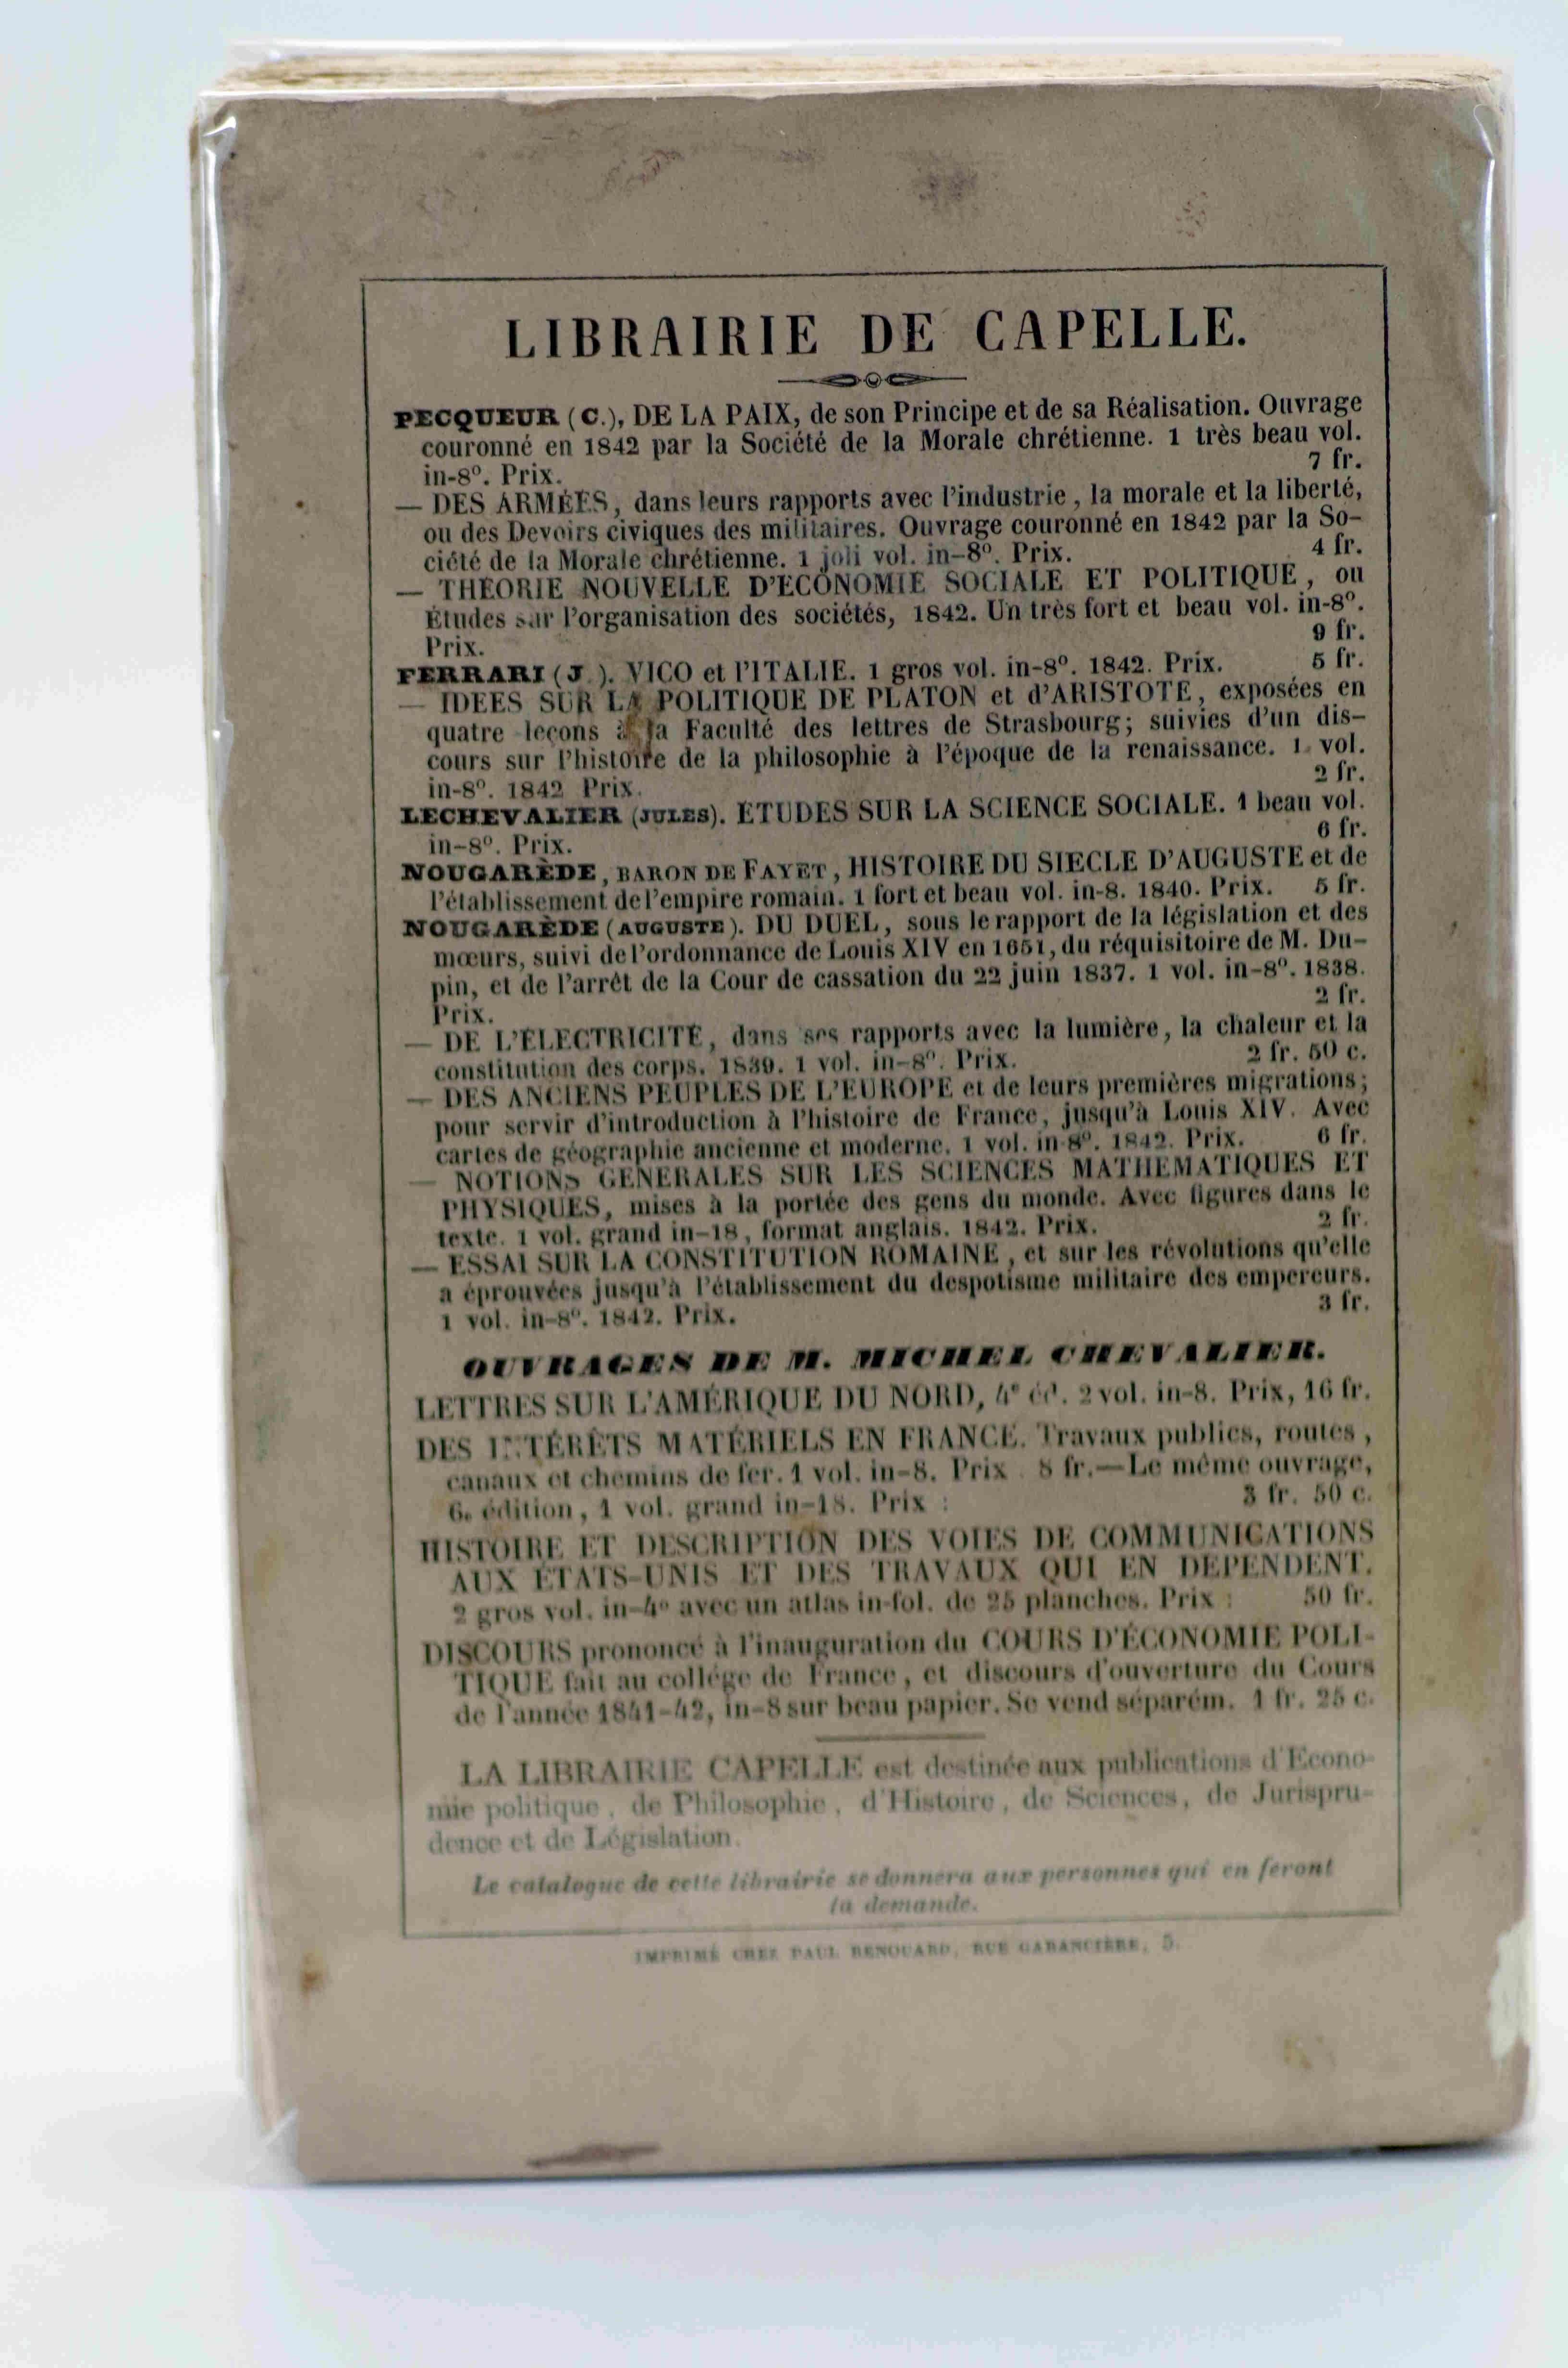 LIBRAIRIE DE CAPELLE.
PECQUEUR (C.), DE LA PAIX, de son Principe et de sa Réalisation. Ouvrage
couronné en 1842 par la Société de la Morale chrétienne. 1 très beau vol.
in-8º. Prix. 7 fr.
— DES ARMÉES, dans leurs rapports avec l'industrie, la morale et la liberté,
ou des Devoirs civiques des militaires. Ouvrage couronné en 1842 par la So-
ciété de la Morale chrétienne. 1 joli vol. in-8º. Prix. 4 fr.
— THÉORIE NOUVELLE D'ÉCONOMIE SOCIALE ET POLITIQUE, ou
Études sur l'organisation des sociétés, 1842. Un très fort et beau vol. in-8º.
Prix. 9 fr.
FERRARI (J.). VICO et l'ITALIE. 1 gros vol. in-8º. 1842. Prix. 5 fr.
— IDÉES SUR LA POLITIQUE DE PLATON et d'ARISTOTE, exposées en
quatre leçons à la Faculté des lettres de Strasbourg; suivies d'un dis-
cours sur l'histoire de la philosophie à l'époque de la renaissance. 1 vol.
in-8º. 1842 Prix. 2 fr.
LECHEVALIER (JULES). ÉTUDES SUR LA SCIENCE SOCIALE. 1 beau vol.
in-8º. Prix. 6 fr.
NOUGARÈDE, BARON DE FAYET, HISTOIRE DU SIÈCLE D'AUGUSTE et de
l'établissement de l'empire romain. 1 fort et beau vol. in-8. 1840. Prix. 5 fr.
NOUGARÈDE (AUGUSTE). DU DUEL, sous le rapport de la législation et des
mœurs, suivi de l'ordonnance de Louis XIV en 1651, du réquisitoire de M. Du-
pin, et de l'arrêt de la Cour de cassation du 22 juin 1837. 1 vol. in-8º. 1838.
Prix. 2 fr.
— DE L'ÉLECTRICITÉ, dans ses rapports avec la lumière, la chaleur et la
constitution des corps. 1839. 1 vol. in-8º. Prix. 2 fr. 50 c.
— DES ANCIENS PEUPLES DE L'EUROPE et de leurs premières migrations;
pour servir d'introduction à l'histoire de France, jusqu'à Louis XIV. Avec
cartes de géographie ancienne et moderne. 1 vol. in-8º. 1842. Prix. 6 fr.
— NOTIONS GÉNÉRALES SUR LES SCIENCES MATHÉMATIQUES ET
PHYSIQUES, mises à la portée des gens du monde. Avec figures dans le
texte. 1 vol. grand in-18, format anglais. 1842. Prix. 2 fr.
— ESSAI SUR LA CONSTITUTION ROMAINE, et sur les révolutions qu'elle
a éprouvées jusqu'à l'établissement du despotisme militaire des empereurs.
1 vol. in-8º. 1842. Prix. 3 fr.
OUVRAGES DE M. MICHEL CHEVALIER.
LETTRES SUR L'AMÉRIQUE DU NORD, 4e éd. 2 vol. in-8. Prix, 16 fr.
DES INTÉRÊTS MATÉRIELS EN FRANCE. Travaux publics, routes,
canaux et chemins de fer. 1 vol. in-8. Prix 8 fr.—Le même ouvrage,
6e édition, 1 vol. grand in-18. Prix : 3 fr. 50 c.
HISTOIRE ET DESCRIPTION DES VOIES DE COMMUNICATIONS
AUX ÉTATS-UNIS ET DES TRAVAUX QUI EN DÉPENDENT.
2 gros vol. in-4º avec un atlas in-fol. de 25 planches. Prix : 50 fr.
DISCOURS prononcé à l'inauguration du COURS D'ÉCONOMIE POLI-
TIQUE fait au collége de France, et discours d'ouverture du Cours
de l'année 1841-42, in-8 sur beau papier. Se vend séparém. 1 fr. 25 c.
LA LIBRAIRIE CAPELLE est destinée aux publications d'Econo-
mie politique, de Philosophie, d'Histoire, de Sciences, de Jurispru-
dence et de Législation.
Le catalogue de cette librairie se donnera aux personnes qui en feront
la demande.
IMPRIMÉ CHEZ PAUL RENOUARD, RUE GARANCIÈRE, 5.